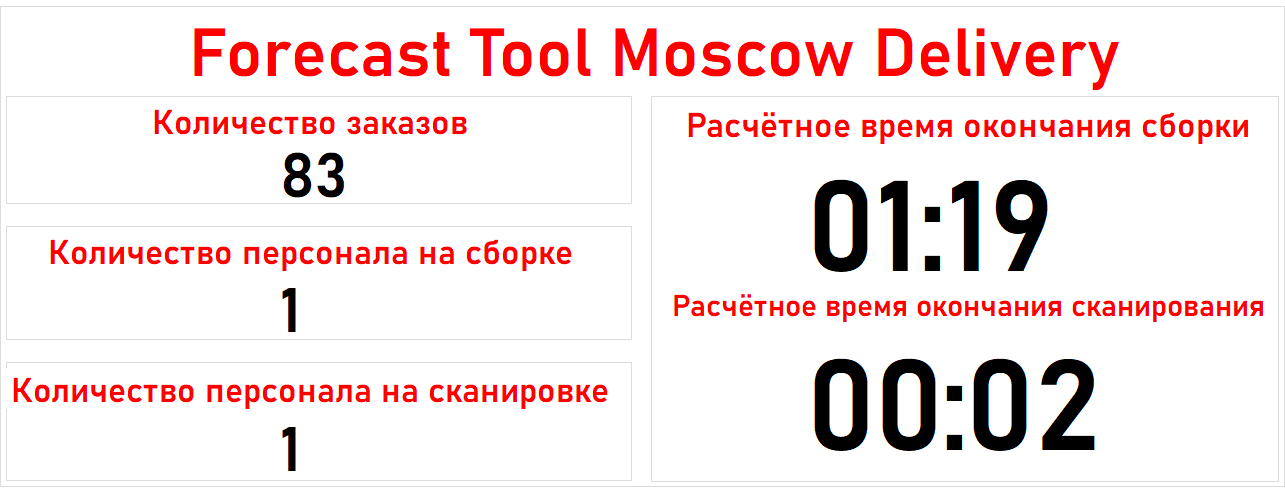 Forecast Tool Moscow Delivery
Количество заказов
83
Количество персонала на сборке
1
Количество персонала на сканировке
1
Расчётное время окончания сборки
01:19
Расчётное время окончания сканирования
00:02